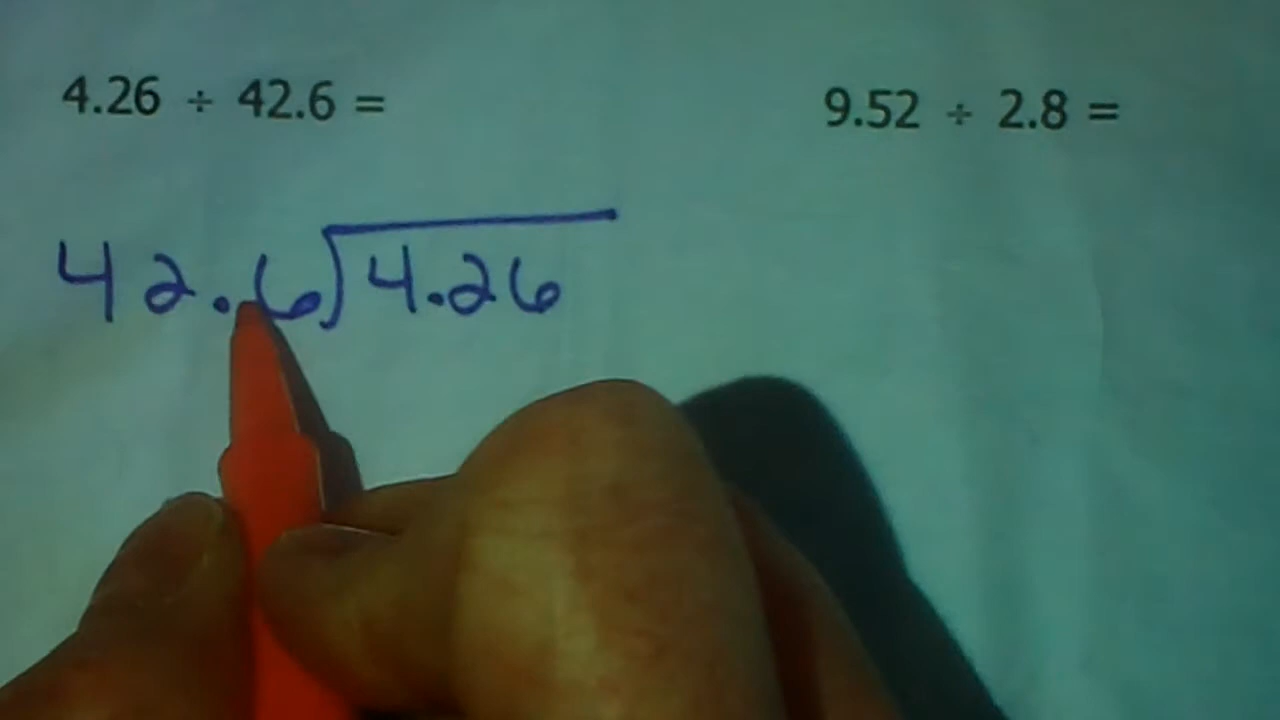 4.26 ÷ 42.6 =
9.52 ÷ 2.8 =
42.6)4.26